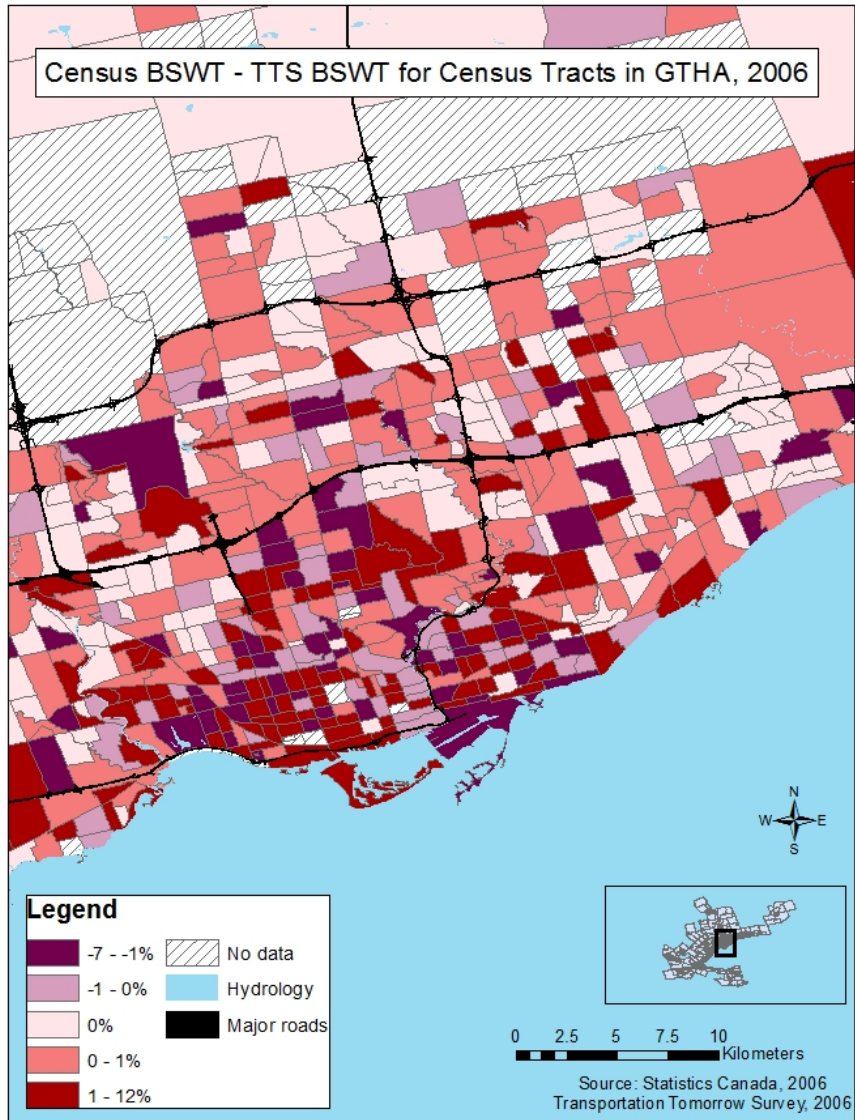 Census BSWT - TTS BSWT for Census Tracts in GTHA, 2006
N
W E
S
Legend
-7 - -1%
-1 - 0%
0%
0 - 1%
1 - 12%
No data
Hydrology
Major roads
0 2.5 5 7.5 10
Kilometers
Source: Statistics Canada, 2006
Transportation Tomorrow Survey, 2006